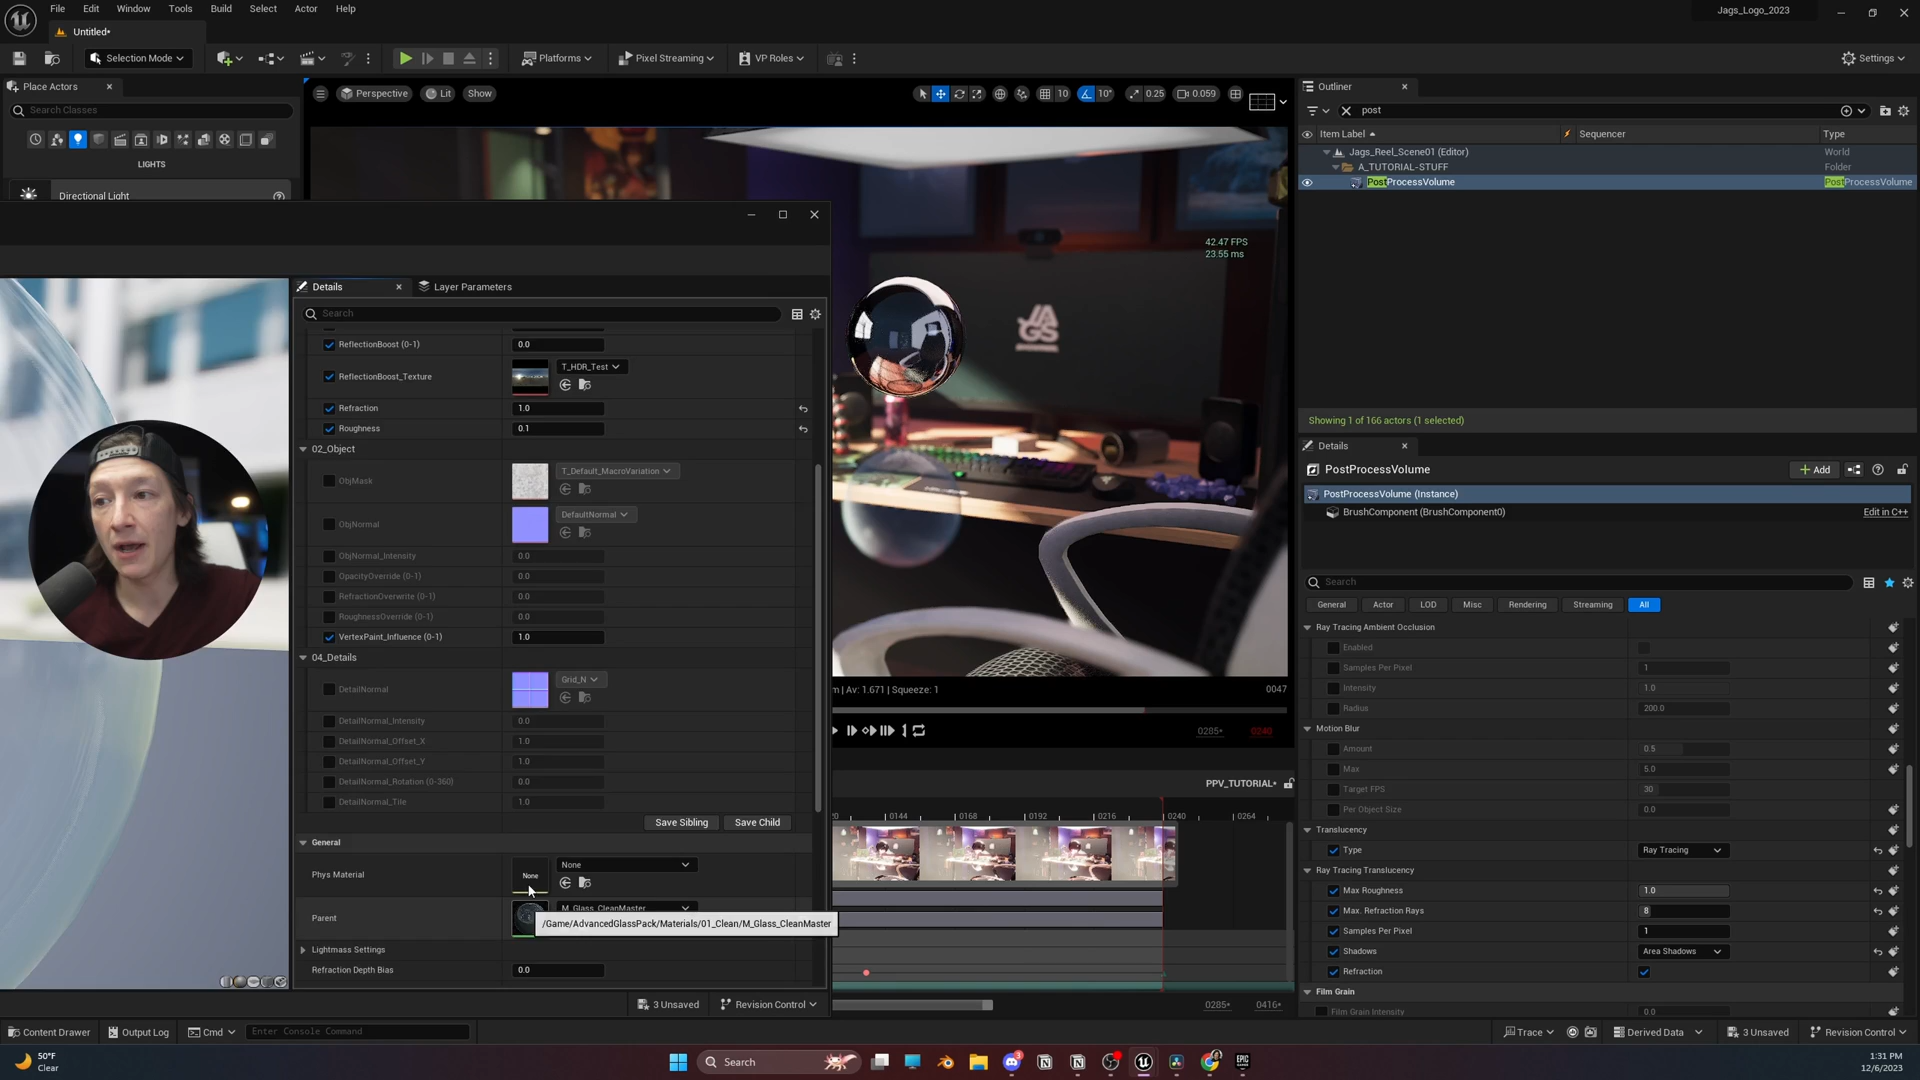 File Edit Window Tools Build Select Actor Help
Jags_Logo_2023
Untitled*
Selection Mode
Platforms
Pixel Streaming
VP Roles
Settings
Place Actors
Search Classes
LIGHTS
Directional Light
Perspective Lit Show
10 10° 0.25 0.059
42.47 FPS
23.55 ms
JAGS
Outliner
post
Item Label Sequencer Type
Jags_Reel_Scene01 (Editor) World
A_TUTORIAL-STUFF Folder
PostProcessVolume PostProcessVolume
Showing 1 of 166 actors (1 selected)
Details Layer Parameters
Search
ReflectionBoost (0-1) 0.0
ReflectionBoost_Texture T_HDR_Test
Refraction 1.0
Roughness 0.1
02_Object
ObjMask T_Default_MacroVariation
ObjNormal DefaultNormal
ObjNormal_Intensity 0.0
OpacityOverride (0-1) 0.0
RefractionOverwrite (0-1) 0.0
RoughnessOverride (0-1) 0.0
VertexPaint_Influence (0-1) 1.0
04_Details
DetailNormal Grid_N
DetailNormal_Intensity 0.0
DetailNormal_Offset_X 1.0
DetailNormal_Offset_Y 1.0
DetailNormal_Rotation (0-360) 0.0
DetailNormal_Tile 1.0
Save Sibling Save Child
General
Phys Material None None
Parent M_Glass_CleanMaster
/Game/AdvancedGlassPack/Materials/01_Clean/M_Glass_CleanMaster
Lightmass Settings
Refraction Depth Bias 0.0
3 Unsaved Revision Control
m | Av: 1.671 | Squeeze: 1 0047
0285+ 0240
PPV_TUTORIAL*
0144 0168 0192 0216 0240 0264
0285+ 0416+
Details
PostProcessVolume
Add
PostProcessVolume (Instance)
BrushComponent (BrushComponent0) Edit in C++
Search
General Actor LOD Misc Rendering Streaming All
Ray Tracing Ambient Occlusion
Enabled
Samples Per Pixel 1
Intensity 1.0
Radius 200.0
Motion Blur
Amount 0.5
Max 5.0
Target FPS 30
Per Object Size 0.0
Translucency
Type Ray Tracing
Ray Tracing Translucency
Max Roughness 1.0
Max. Refraction Rays 8
Samples Per Pixel 1
Shadows Area Shadows
Refraction
Film Grain
Film Grain Intensity 0.0
Content Drawer Output Log Cmd Enter Console Command
Trace Derived Data 3 Unsaved Revision Control
50°F
Clear
Search
EPIC
1:31 PM
12/6/2023